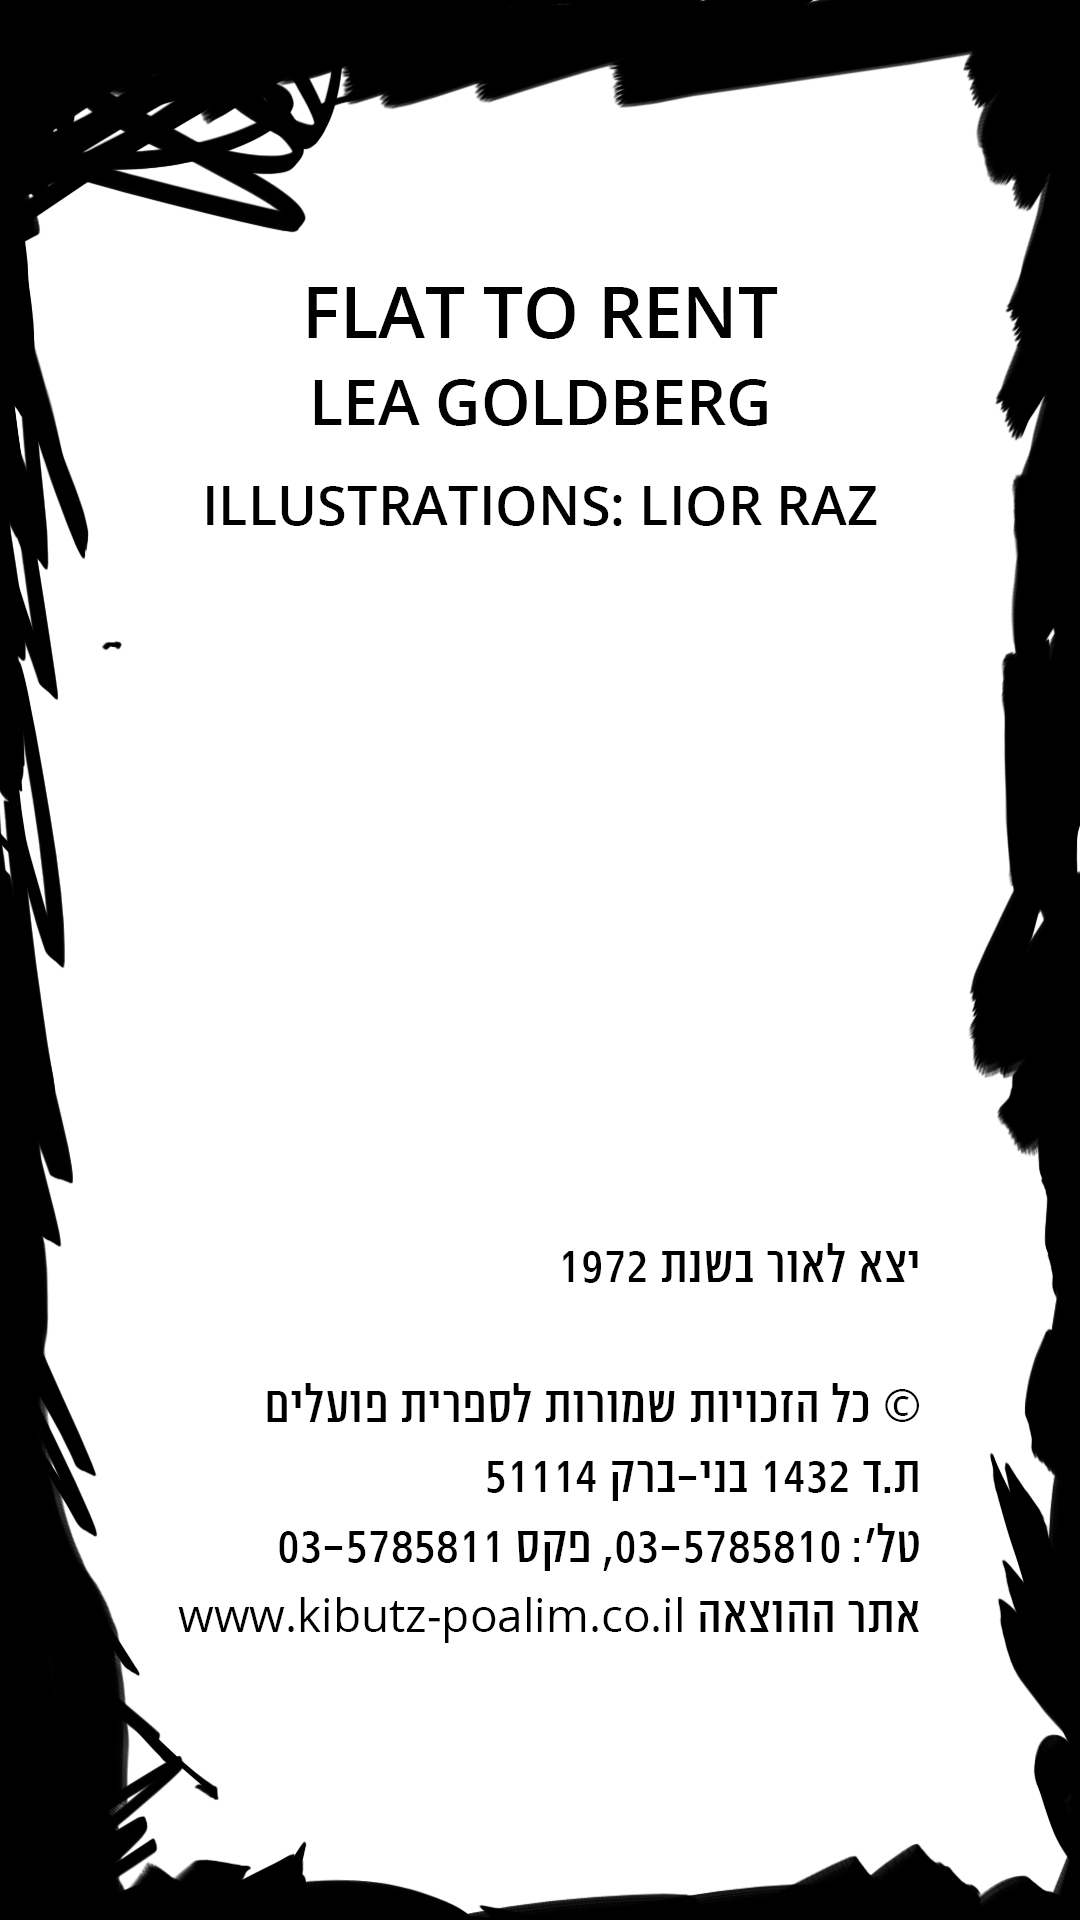 FLAT TO RENT
LEA GOLDBERG
ILLUSTRATIONS: LIOR RAZ
יצא לאור בשנת 1972
© כל הזכויות שמורות לספרית פועלים
ת.ד 1432 בני-ברק 51114
טל': 03-5785810, פקס 03-5785811
אתר ההוצאה www.kibutz-poalim.co.il